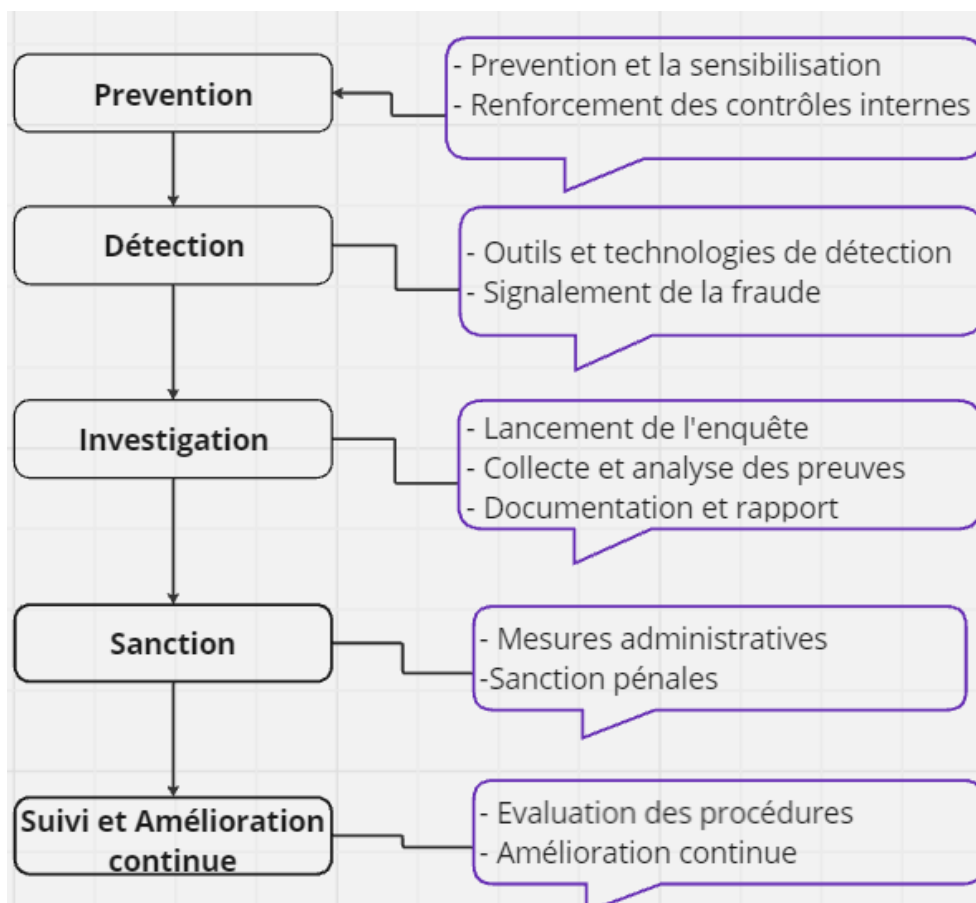 Prevention
- Prevention et la sensibilisation
- Renforcement des contrôles internes
Détection
- Outils et technologies de détection
- Signalement de la fraude
Investigation
- Lancement de l'enquête
- Collecte et analyse des preuves
- Documentation et rapport
Sanction
- Mesures administratives
-Sanction pénales
Suivi et Amélioration
continue
- Evaluation des procédures
- Amélioration continue